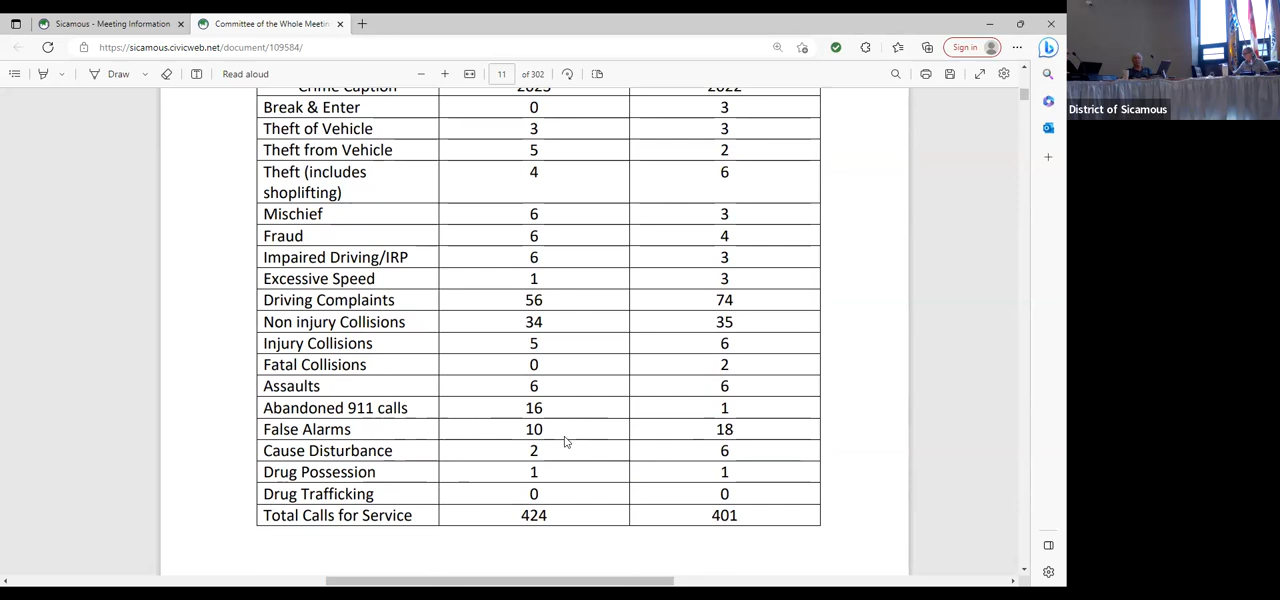 Sicamous - Meeting Information
Committee of the Whole Meetin
https://sicamous.civicweb.net/document/109584/
Sign in
Draw
Read aloud
11 of 302
Crime Caption 2023 2022
Break & Enter 0 3
Theft of Vehicle 3 3
Theft from Vehicle 5 2
Theft (includes 4 6
shoplifting)
Mischief 6 3
Fraud 6 4
Impaired Driving/IRP 6 3
Excessive Speed 1 3
Driving Complaints 56 74
Non injury Collisions 34 35
Injury Collisions 5 6
Fatal Collisions 0 2
Assaults 6 6
Abandoned 911 calls 16 1
False Alarms 10 18
Cause Disturbance 2 6
Drug Possession 1 1
Drug Trafficking 0 0
Total Calls for Service 424 401
District of Sicamous